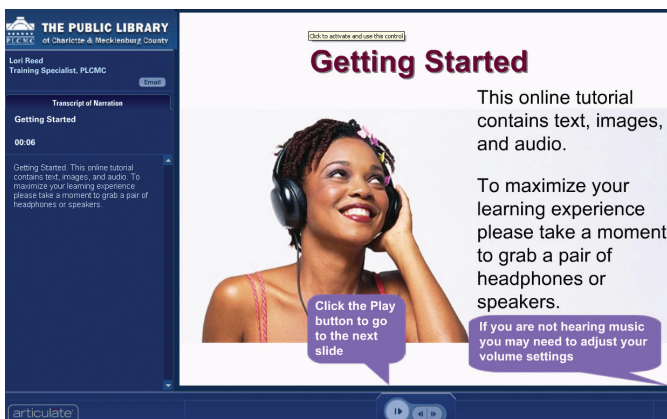 THE PUBLIC LIBRARY
PLCMC of Charlotte & Mecklenburg County
Lori Reed
Training Specialist, PLCMC
Email
Transcript of Narration
Getting Started
00:06
Getting Started. This online tutorial
contains text, images, and audio. To
maximize your learning experience
please take a moment to grab a pair of
headphones or speakers.
Click to activate and use this control
Getting Started
This online tutorial
contains text, images,
and audio.
To maximize your
learning experience
please take a moment
to grab a pair of
headphones or
speakers.
Click the Play
button to go
to the next
slide
If you are not hearing music
you may need to adjust your
volume settings
articulate